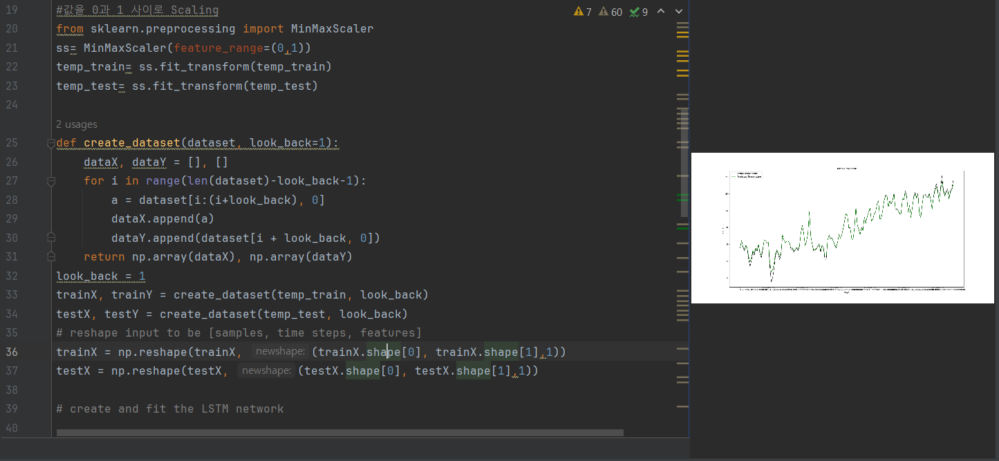 19 #값을 0과 1 사이로 Scaling
7 60 9
20 from sklearn.preprocessing import MinMaxScaler
21 ss= MinMaxScaler(feature_range=(0,1))
22 temp_train= ss.fit_transform(temp_train)
23 temp_test= ss.fit_transform(temp_test)
24
2 usages
25 def create_dataset(dataset, look_back=1):
26 dataX, dataY = [], []
27 for i in range(len(dataset)-look_back-1):
28 a = dataset[i:(i+look_back), 0]
29 dataX.append(a)
30 dataY.append(dataset[i + look_back, 0])
31 return np.array(dataX), np.array(dataY)
32 look_back = 1
33 trainX, trainY = create_dataset(temp_train, look_back)
34 testX, testY = create_dataset(temp_test, look_back)
35 # reshape input to be [samples, time steps, features]
36 trainX = np.reshape(trainX, newshape: (trainX.shape[0], trainX.shape[1],1))
37 testX = np.reshape(testX, newshape: (testX.shape[0], testX.shape[1],1))
38
39 # create and fit the LSTM network
40